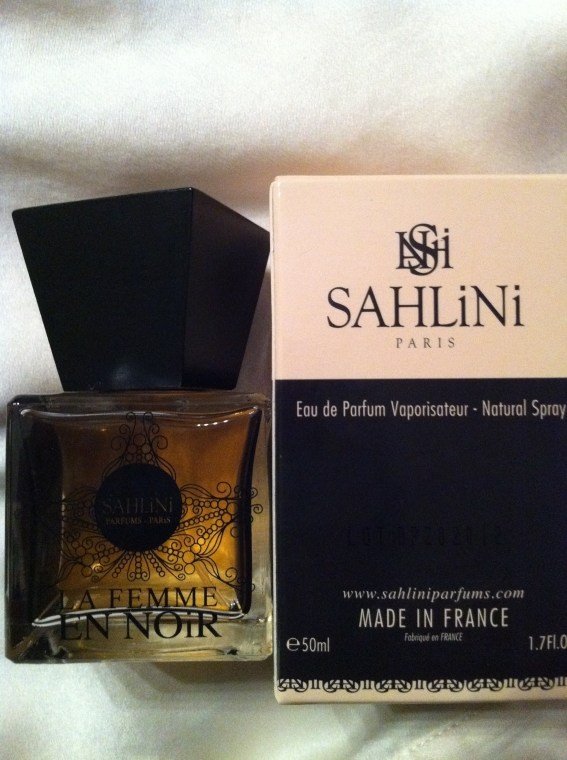 SAHLiNi
PARFUMS - PARiS
LA FEMME
EN NOiR
SAHLiNi
PARIS
Eau de Parfum Vaporisateur - Natural Spray
www.sahliniparfums.com
MADE IN FRANCE
Fabriqué en FRANCE
℮50ml
1.7Fl.O